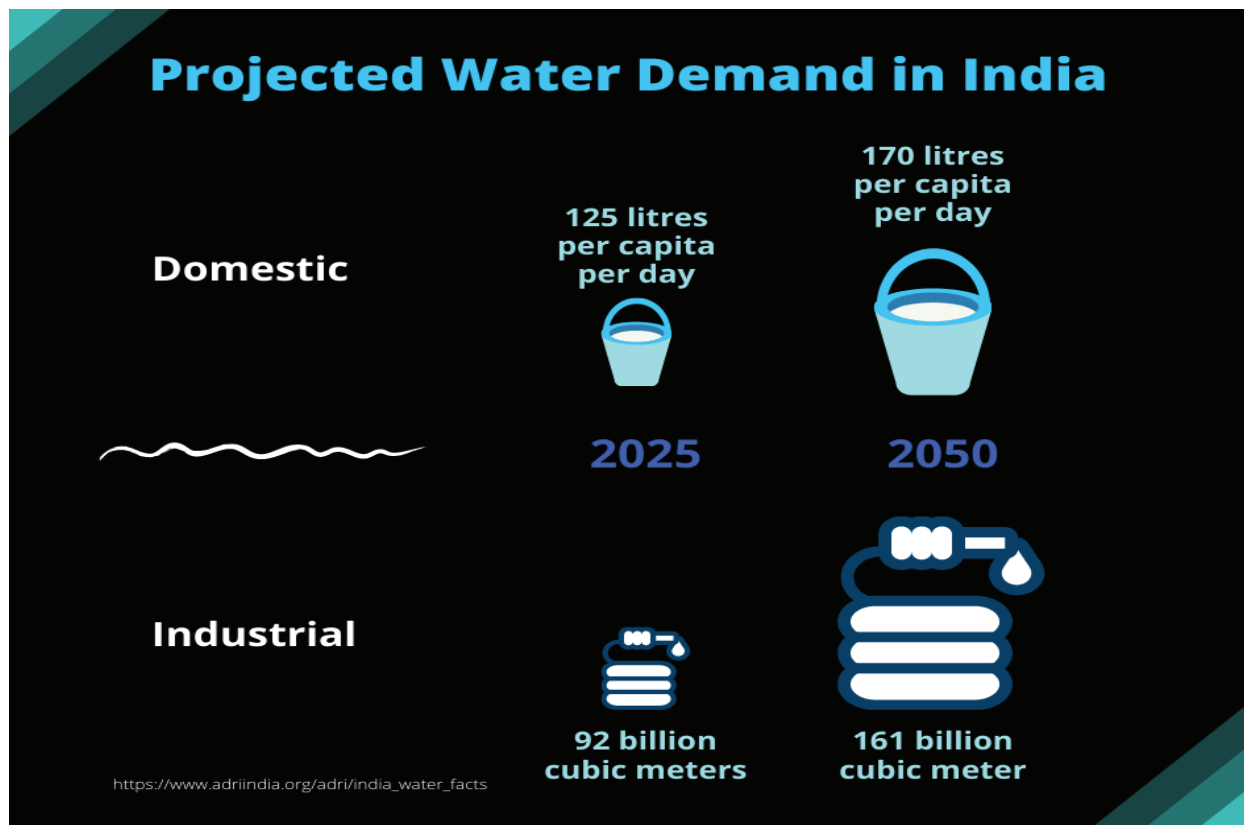 Projected Water Demand in India
Domestic
125 litres
per capita
per day
170 litres
per capita
per day
2025
2050
Industrial
92 billion
cubic meters
161 billion
cubic meter
https://www.adriindia.org/adri/india_water_facts